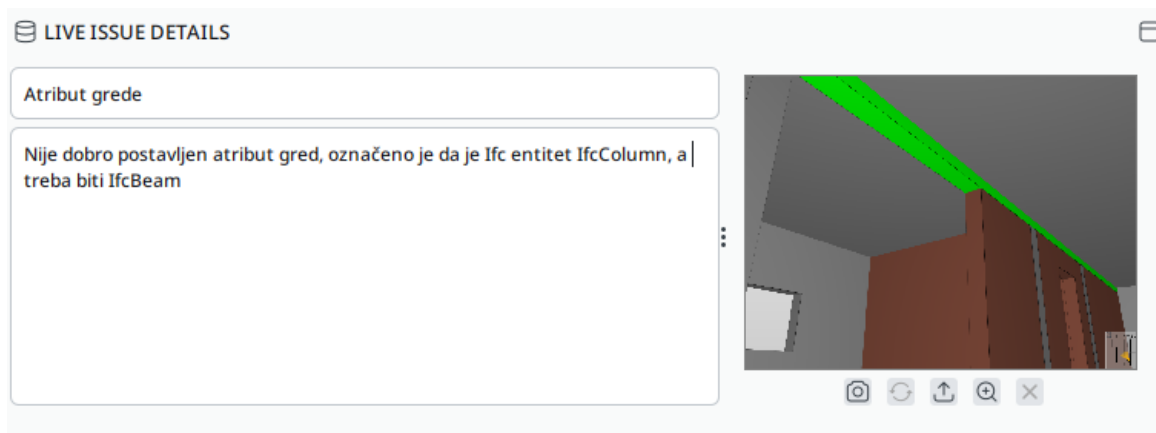 LIVE ISSUE DETAILS
Atribut grede
Nije dobro postavljen atribut gred, označeno je da je Ifc entitet IfcColumn, a
treba biti IfcBeam